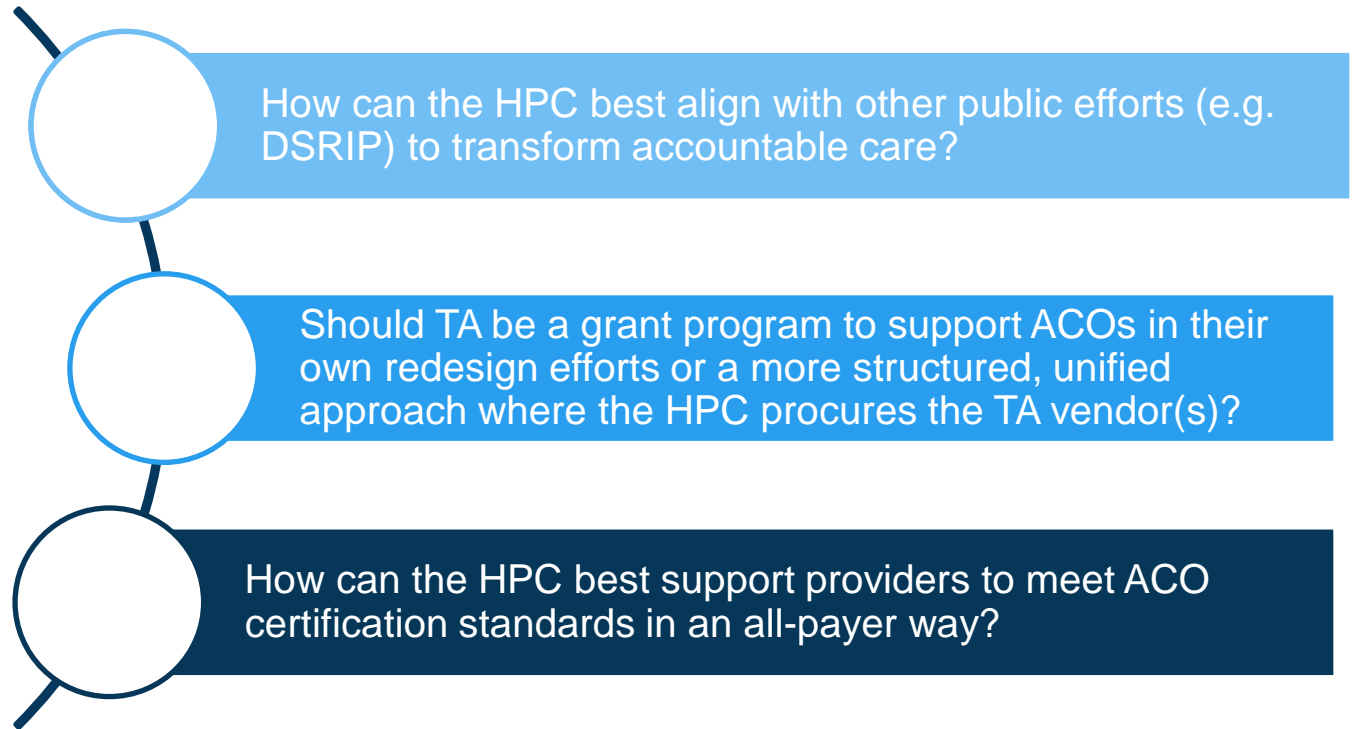 How can the HPC best align with other public efforts (e.g.
DSRIP) to transform accountable care?
Should TA be a grant program to support ACOs in their
own redesign efforts or a more structured, unified
approach where the HPC procures the TA vendor(s)?
How can the HPC best support providers to meet ACO
certification standards in an all-payer way?